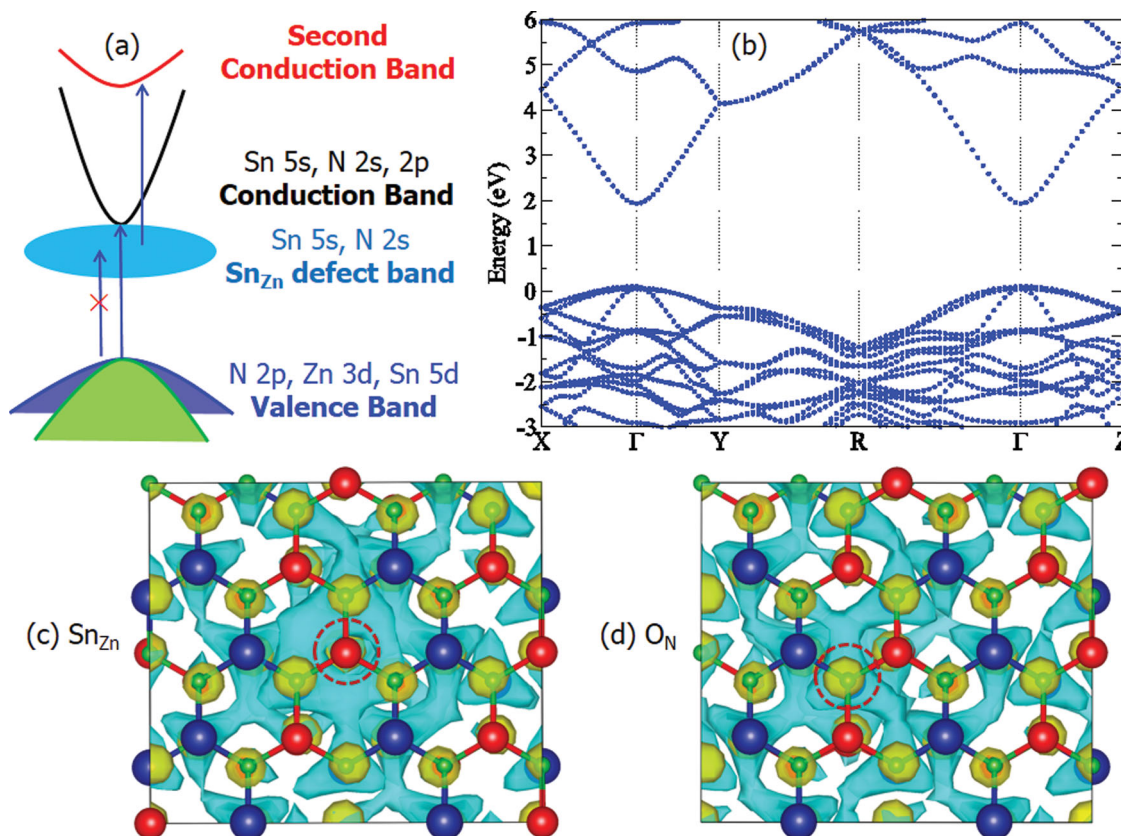 (a)
Second
Conduction Band
Sn 5s, N 2s, 2p
Conduction Band
Sn 5s, N 2s
SnZn defect band
N 2p, Zn 3d, Sn 5d
Valence Band
(b)
Energy (eV)
6
5
4
3
2
1
0
-1
-2
-3
X Γ Y R Γ Z
(c) SnZn
(d) ON